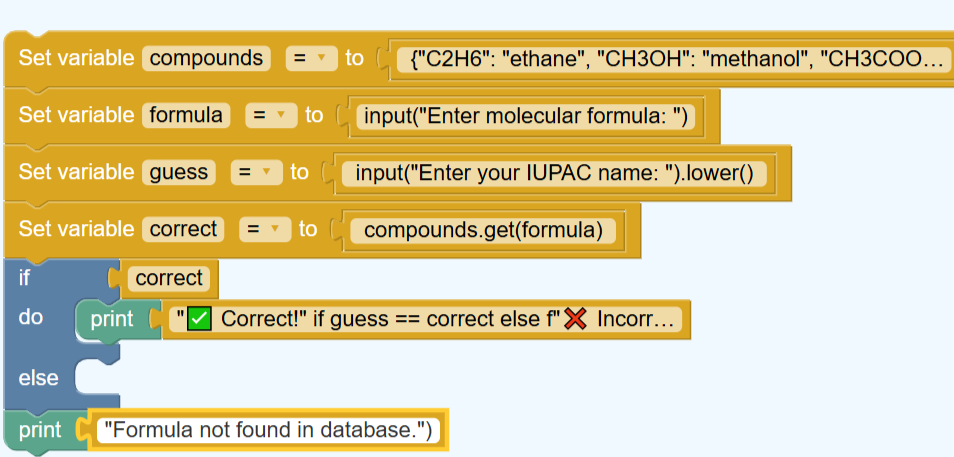 Set variable compounds = to {"C2H6": "ethane", "CH3OH": "methanol", "CH3COO...
Set variable formula = to input("Enter molecular formula: ")
Set variable guess = to input("Enter your IUPAC name: ").lower()
Set variable correct = to compounds.get(formula)
if correct
do print "✅ Correct!" if guess == correct else f"❌ Incorr...
else
print "Formula not found in database.")